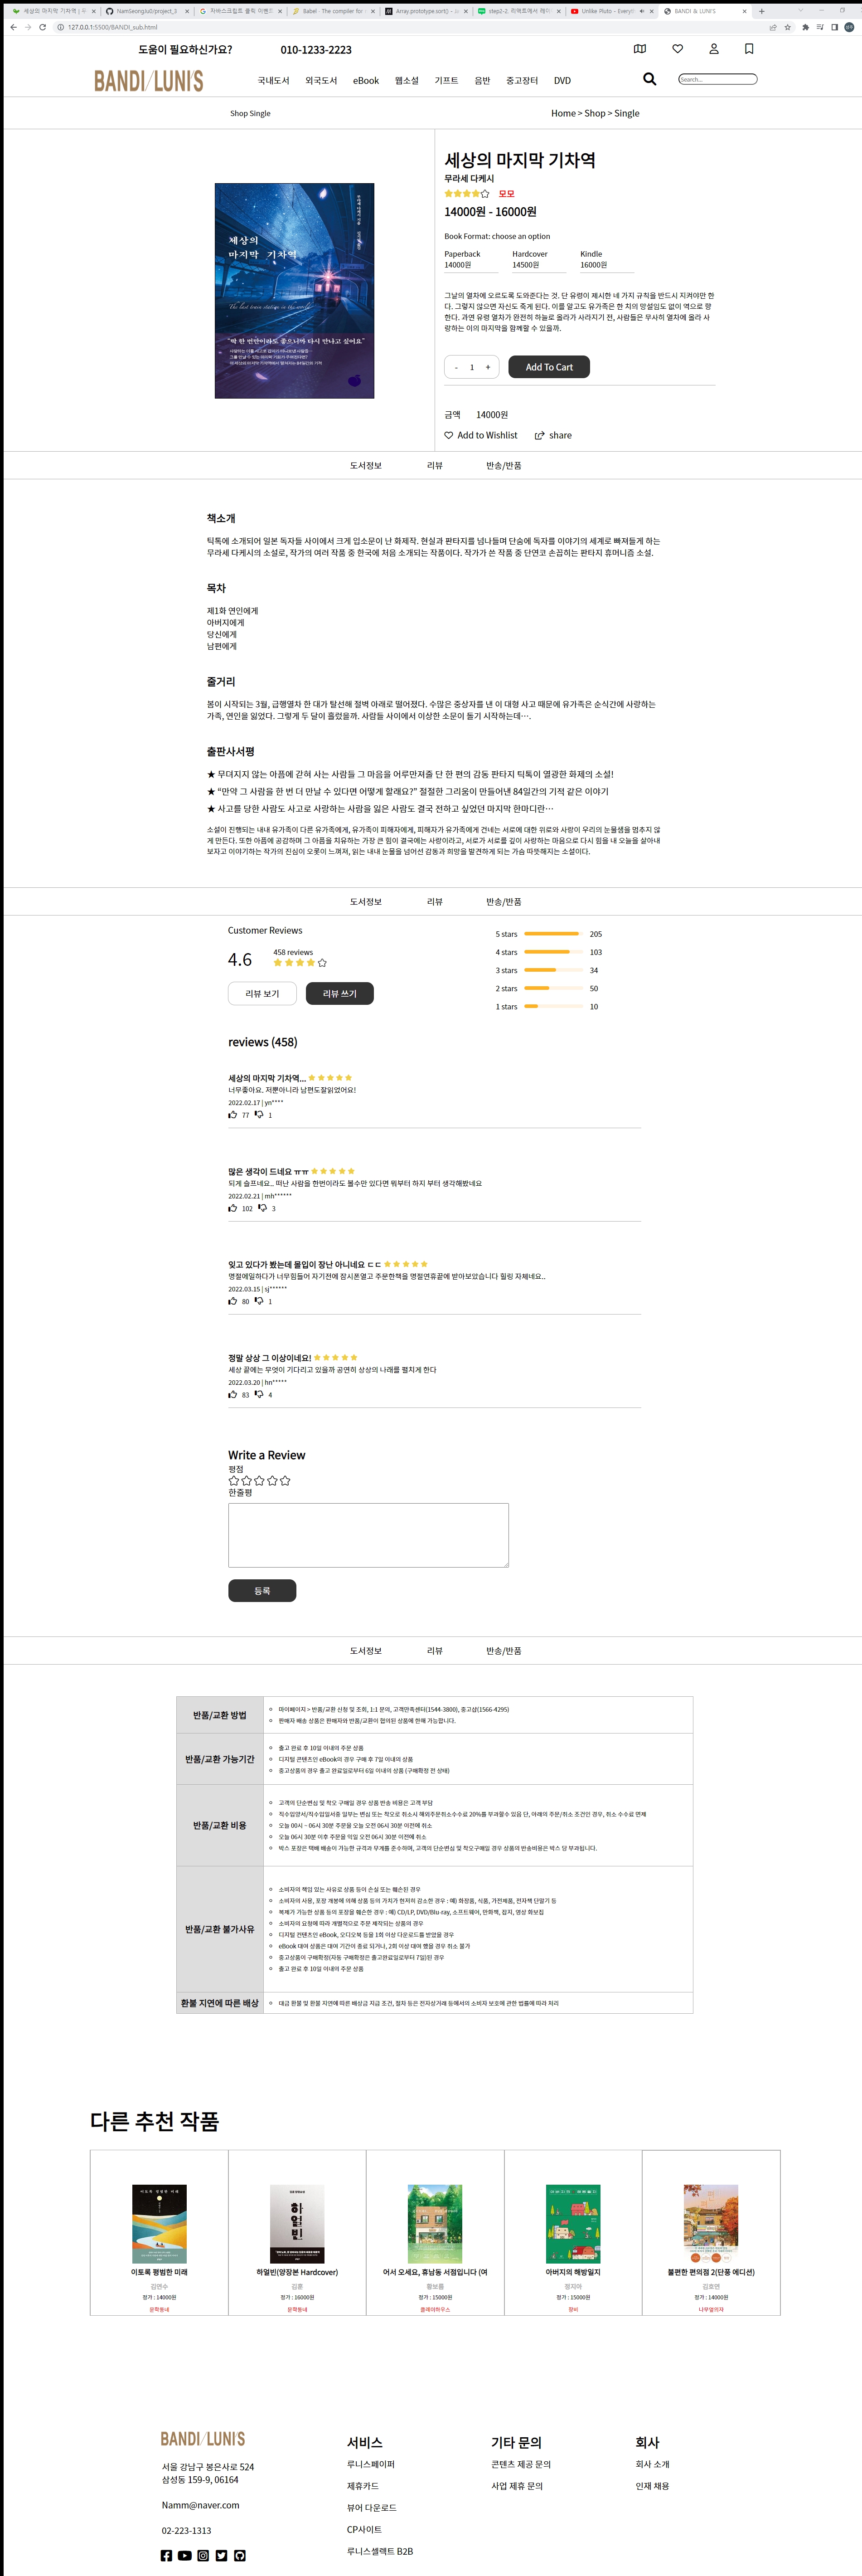 세상의 마지막 기차역 | 무
NamSeongJu0/project_3
자바스크립트 클릭 이벤트
Babel · The compiler for
Array.prototype.sort() -
step2-2. 리액트에서 캐러
Unlike Pluto - Everyth
BANDI & LUNI'S
127.0.0.1:5500/BANDI_sub.html
도움이 필요하신가요? 010-1233-2223
BANDI/LUNI'S
국내도서 외국도서 eBook 웹소설 기프트 음반 중고장터 DVD
Search...
Shop Single
Home > Shop > Single
세상의
마지막 기차역
The last train station in the world
“딱 한 번만이라도 좋으니까 다시 만나고 싶어요”
세상의 마지막 기차역
무라세 다케시
모모
14000원 - 16000원
Book Format: choose an option
Paperback Hardcover Kindle
14000원 14500원 16000원
그날의 열차에 오르도록 도와준다는 것. 단 유령이 제시한 네 가지 규칙을 반드시 지켜야만 한
다. 그렇지 않으면 자신도 죽게 된다. 이를 알고도 유가족은 한 치의 망설임도 없이 역으로 향
한다. 과연 유령 열차가 완전히 하늘로 올라가 사라지기 전, 사람들은 무사히 열차에 올라 사
랑하는 이의 마지막을 함께할 수 있을까.
- 1 +
Add To Cart
금액 14000원
Add to Wishlist share
도서정보 리뷰 반송/반품
책소개
틱톡에 소개되어 일본 독자들 사이에서 크게 입소문이 난 화제작. 현실과 판타지를 넘나들며 단숨에 독자를 이야기의 세계로 빠져들게 하는
무라세 다케시의 소설로, 작가의 여러 작품 중 한국에 처음 소개되는 작품이다. 작가가 쓴 작품 중 단연코 손꼽히는 판타지 휴머니즘 소설.
목차
제1화 연인에게
아버지에게
당신에게
남편에게
줄거리
봄이 시작되는 3월, 급행열차 한 대가 탈선해 절벽 아래로 떨어졌다. 수많은 중상자를 낸 이 대형 사고 때문에 유가족은 순식간에 사랑하는
가족, 연인을 잃었다. 그렇게 두 달이 흘렀을까. 사람들 사이에서 이상한 소문이 돌기 시작하는데….
출판사서평
★ 무뎌지지 않는 아픔에 갇혀 사는 사람들 그 마음을 어루만져줄 단 한 편의 감동 판타지 틱톡이 열광한 화제의 소설!
★ “만약 그 사람을 한 번 더 만날 수 있다면 어떻게 할래요?” 절절한 그리움이 만들어낸 84일간의 기적 같은 이야기
★ 사고를 당한 사람도 사고로 사랑하는 사람을 잃은 사람도 결국 전하고 싶었던 마지막 한마디란…
소설이 진행되는 내내 유가족이 다른 유가족에게, 유가족이 피해자에게, 피해자가 유가족에게 건네는 서로에 대한 위로와 사랑이 우리의 눈물샘을 멈추지 않
게 만든다. 또한 아픔에 공감하며 그 아픔을 치유하는 가장 큰 힘이 결국에는 사랑이라고, 서로가 서로를 깊이 사랑하는 마음으로 다시 힘을 내 오늘을 살아내
보자고 이야기하는 작가의 진심이 오롯이 느껴져, 읽는 내내 눈물을 넘어선 감동과 희망을 발견하게 되는 가슴 따뜻해지는 소설이다.
도서정보 리뷰 반송/반품
Customer Reviews
4.6
458 reviews
리뷰 보기 리뷰 쓰기
5 stars 205
4 stars 103
3 stars 34
2 stars 50
1 stars 10
reviews (458)
세상의 마지막 기차역...
너무좋아요. 저뿐아니라 남편도잘읽었어요!
2022.02.17 | yn****
77 1
많은 생각이 드네요 ㅠㅠ
되게 슬프네요.. 떠난 사람을 한번이라도 볼수만 있다면 뭐부터 하지 부터 생각해봤네요
2022.02.21 | mh******
102 3
잊고 있다가 봤는데 몰입이 장난 아니네요 ㄷㄷ
명절에일하다가 너무힘들어 자기전에 잠시폰열고 주문한책을 명절연휴끝에 받아보았습니다 힐링 자체네요..
2022.03.15 | sj******
80 1
정말 상상 그 이상이네요!
세상 끝에는 무엇이 기다리고 있을까 공연히 상상의 나래를 펼치게 한다
2022.03.20 | hn*****
83 4
Write a Review
평점
한줄평
등록
도서정보 리뷰 반송/반품
반품/교환 방법
마이페이지 > 반품/교환 신청 및 조회, 1:1 문의, 고객만족센터(1544-3800), 중고샵(1566-4295)
판매자 배송 상품은 판매자와 반품/교환이 협의된 상품에 한해 가능합니다.
반품/교환 가능기간
출고 완료 후 10일 이내의 주문 상품
디지털 콘텐츠인 eBook의 경우 구매 후 7일 이내의 상품
중고상품의 경우 출고 완료일로부터 6일 이내의 상품 (구매확정 전 상태)
반품/교환 비용
고객의 단순변심 및 착오 구매일 경우 상품 반송 비용은 고객 부담
직수입양서/직수입일서중 일부는 변심 또는 착오로 취소시 해외주문취소수수료 20%를 부과할수 있음 단, 아래의 주문/취소 조건인 경우, 취소 수수료 면제
오늘 00시 ~ 06시 30분 주문을 오늘 오전 06시 30분 이전에 취소
오늘 06시 30분 이후 주문을 익일 오전 06시 30분 이전에 취소
박스 포장은 택배 배송이 가능한 규격과 무게를 준수하며, 고객의 단순변심 및 착오구매일 경우 상품의 반송비용은 박스 당 부과됩니다.
반품/교환 불가사유
소비자의 책임 있는 사유로 상품 등이 손실 또는 훼손된 경우
소비자의 사용, 포장 개봉에 의해 상품 등의 가치가 현저히 감소한 경우 : 예) 화장품, 식품, 가전제품, 전자책 단말기 등
복제가 가능한 상품 등의 포장을 훼손한 경우 : 예) CD/LP, DVD/Blu-ray, 소프트웨어, 만화책, 잡지, 영상 화보집
소비자의 요청에 따라 개별적으로 주문 제작되는 상품의 경우
디지털 컨텐츠인 eBook, 오디오북 등을 1회 이상 다운로드를 받았을 경우
eBook 대여 상품은 대여 기간이 종료 되거나, 2회 이상 대여 했을 경우 취소 불가
중고상품이 구매확정(자동 구매확정은 출고완료일로부터 7일)된 경우
출고 완료 후 10일 이내의 주문 상품
환불 지연에 따른 배상
대금 환불 및 환불 지연에 따른 배상금 지급 조건, 절차 등은 전자상거래 등에서의 소비자 보호에 관한 법률에 따라 처리
다른 추천 작품
이토록 평범한 미래
김연수
정가 : 14000원
문학동네
하얼빈
하얼빈(양장본 Hardcover)
김훈
정가 : 16000원
문학동네
어서 오세요, 휴남동 서점입니다 (여
황보름
정가 : 15000원
클레이하우스
아버지의 해방일지
정지아
정가 : 15000원
창비
불편한 편의점 2(단풍 에디션)
김호연
정가 : 14000원
나무옆의자
BANDI/LUNI'S
서울 강남구 봉은사로 524
삼성동 159-9, 06164
Namm@naver.com
02-223-1313
서비스
루니스페이퍼
제휴카드
뷰어 다운로드
CP사이트
루니스셀렉트 B2B
기타 문의
콘텐츠 제공 문의
사업 제휴 문의
회사
회사 소개
인재 채용